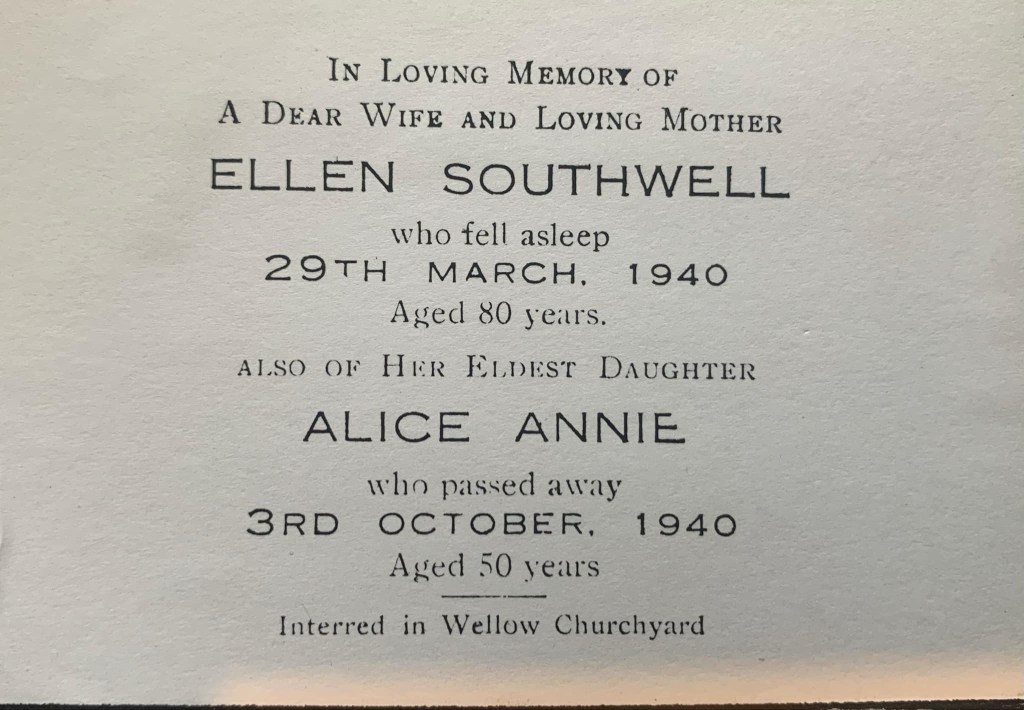 In Loving Memory of
A Dear Wife and Loving Mother
ELLEN SOUTHWELL
who fell asleep
29TH MARCH, 1940
Aged 80 years.
also of Her Eldest Daughter
ALICE ANNIE
who passed away
3RD OCTOBER, 1940
Aged 50 years
Interred in Wellow Churchyard